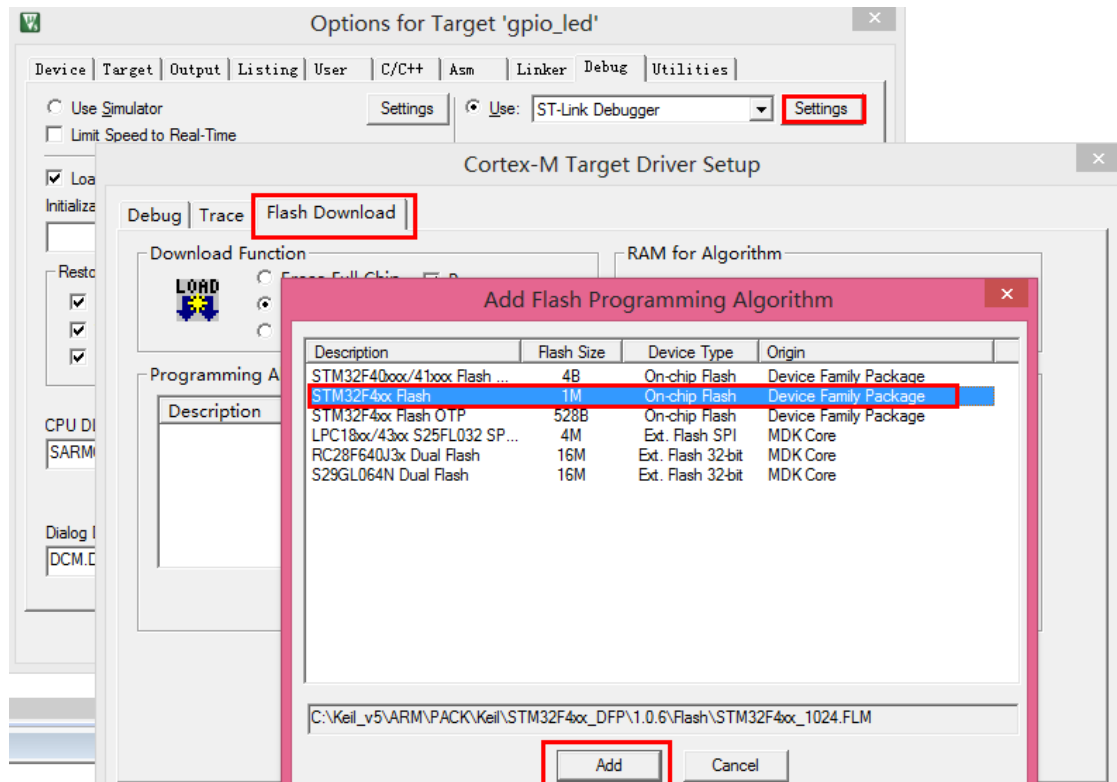 Options for Target 'gpio_led'
Device Target Output Listing User C/C++ Asm Linker Debug Utilities
Use Simulator Settings Use: ST-Link Debugger Settings
Limit Speed to Real-Time
Cortex-M Target Driver Setup
Loa
Initializa
Debug Trace Flash Download
Download Function RAM for Algorithm
LOAD
Resto
Add Flash Programming Algorithm
Description Flash Size Device Type Origin
STM32F40xxx/41xxx Flash ... 4B On-chip Flash Device Family Package
STM32F4xx Flash 1M On-chip Flash Device Family Package
STM32F4xx Flash OTP 528B On-chip Flash Device Family Package
LPC18xx/43xx S25FL032 SP... 4M Ext. Flash SPI MDK Core
RC28F640J3x Dual Flash 16M Ext. Flash 32-bit MDK Core
S29GL064N Dual Flash 16M Ext. Flash 32-bit MDK Core
Programming A
Description
CPU DL
SARM
Dialog
DCM.D
C:\Keil_v5\ARM\PACK\Keil\STM32F4xx_DFP\1.0.6\Flash\STM32F4xx_1024.FLM
Add Cancel